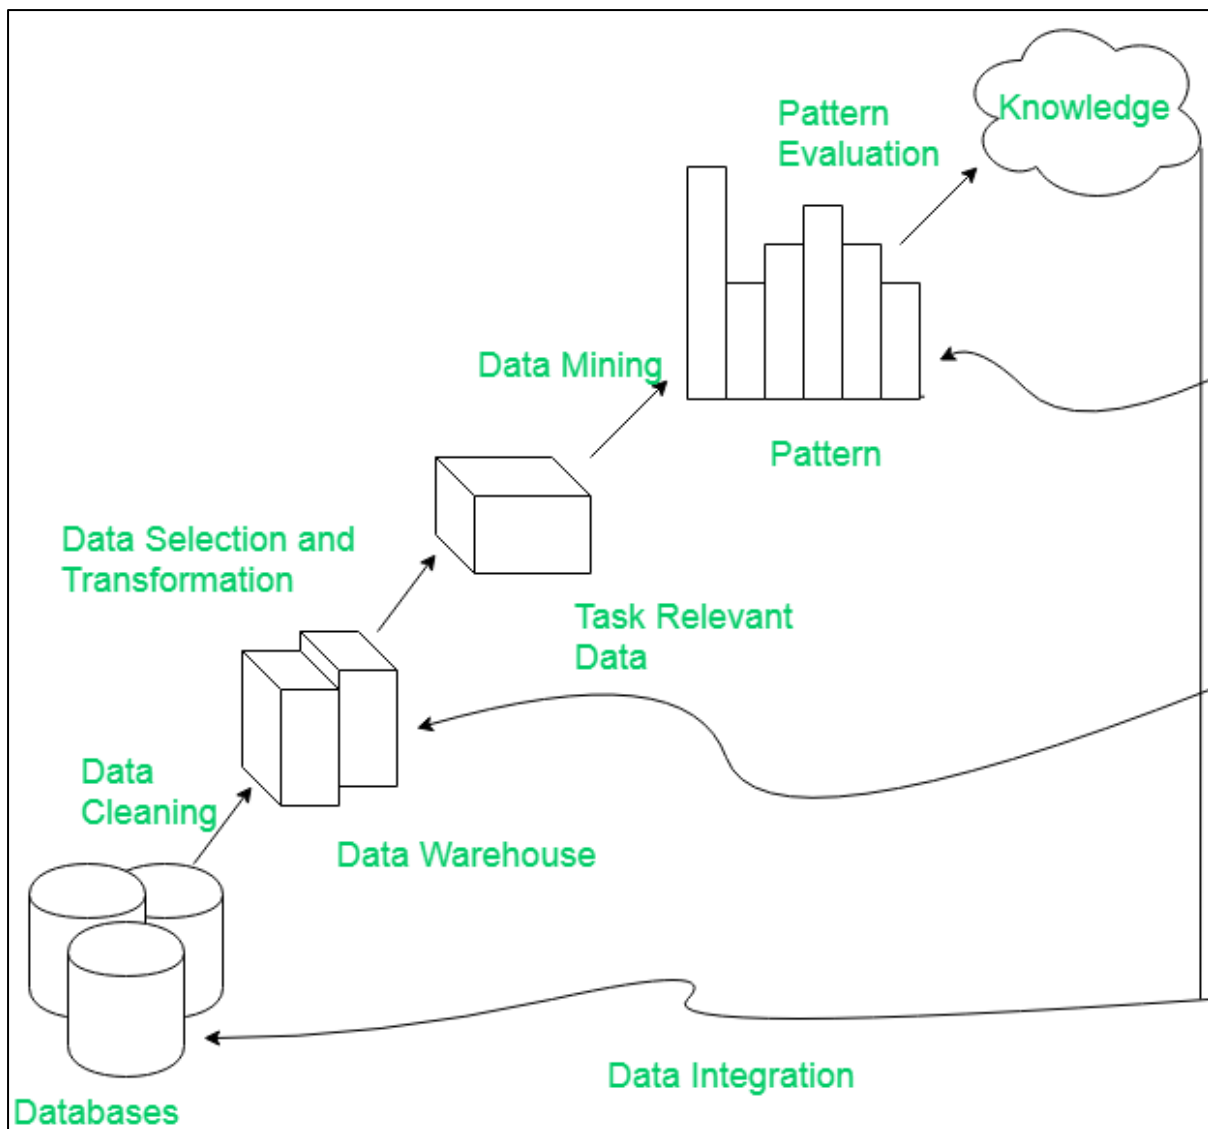 Knowledge
Pattern
Evaluation
Data Mining
Pattern
Data Selection and
Transformation
Task Relevant
Data
Data
Cleaning
Data Warehouse
Data Integration
Databases